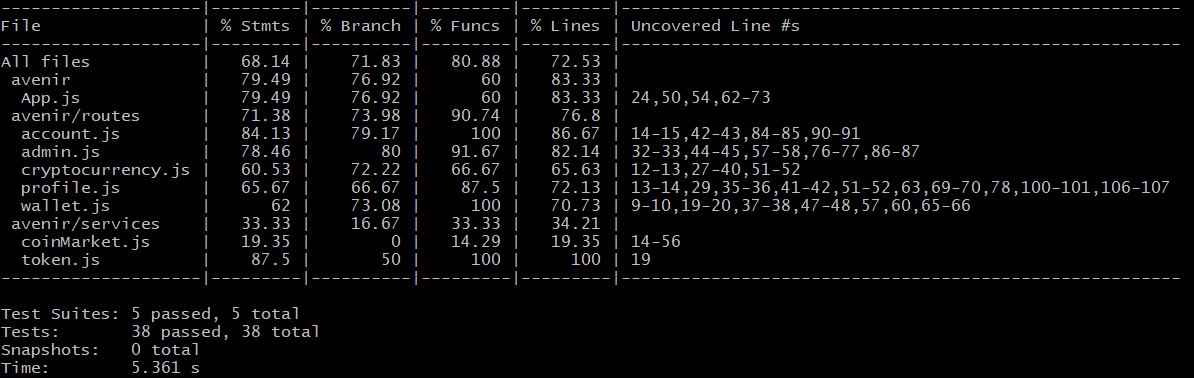 --------------------|---------|----------|---------|---------|--------------------------------------------------------
File                | % Stmts | % Branch | % Funcs | % Lines | Uncovered Line #s
--------------------|---------|----------|---------|---------|--------------------------------------------------------
All files           |   68.14 |    71.83 |   80.88 |   72.53 |
 avenir             |   79.49 |    76.92 |      60 |   83.33 |
  App.js            |   79.49 |    76.92 |      60 |   83.33 | 24,50,54,62-73
 avenir/routes      |   71.38 |    73.98 |   90.74 |    76.8 |
  account.js        |   84.13 |    79.17 |     100 |   86.67 | 14-15,42-43,84-85,90-91
  admin.js          |   78.46 |       80 |   91.67 |   82.14 | 32-33,44-45,57-58,76-77,86-87
  cryptocurrency.js |   60.53 |    72.22 |   66.67 |   65.63 | 12-13,27-40,51-52
  profile.js        |   65.67 |    66.67 |    87.5 |   72.13 | 13-14,29,35-36,41-42,51-52,63,69-70,78,100-101,106-107
  wallet.js         |      62 |    73.08 |     100 |   70.73 | 9-10,19-20,37-38,47-48,57,60,65-66
 avenir/services    |   33.33 |    16.67 |   33.33 |   34.21 |
  coinMarket.js     |   19.35 |        0 |   14.29 |   19.35 | 14-56
  token.js          |    87.5 |       50 |     100 |     100 | 19
--------------------|---------|----------|---------|---------|--------------------------------------------------------
Test Suites: 5 passed, 5 total
Tests:       38 passed, 38 total
Snapshots:   0 total
Time:        5.361 s